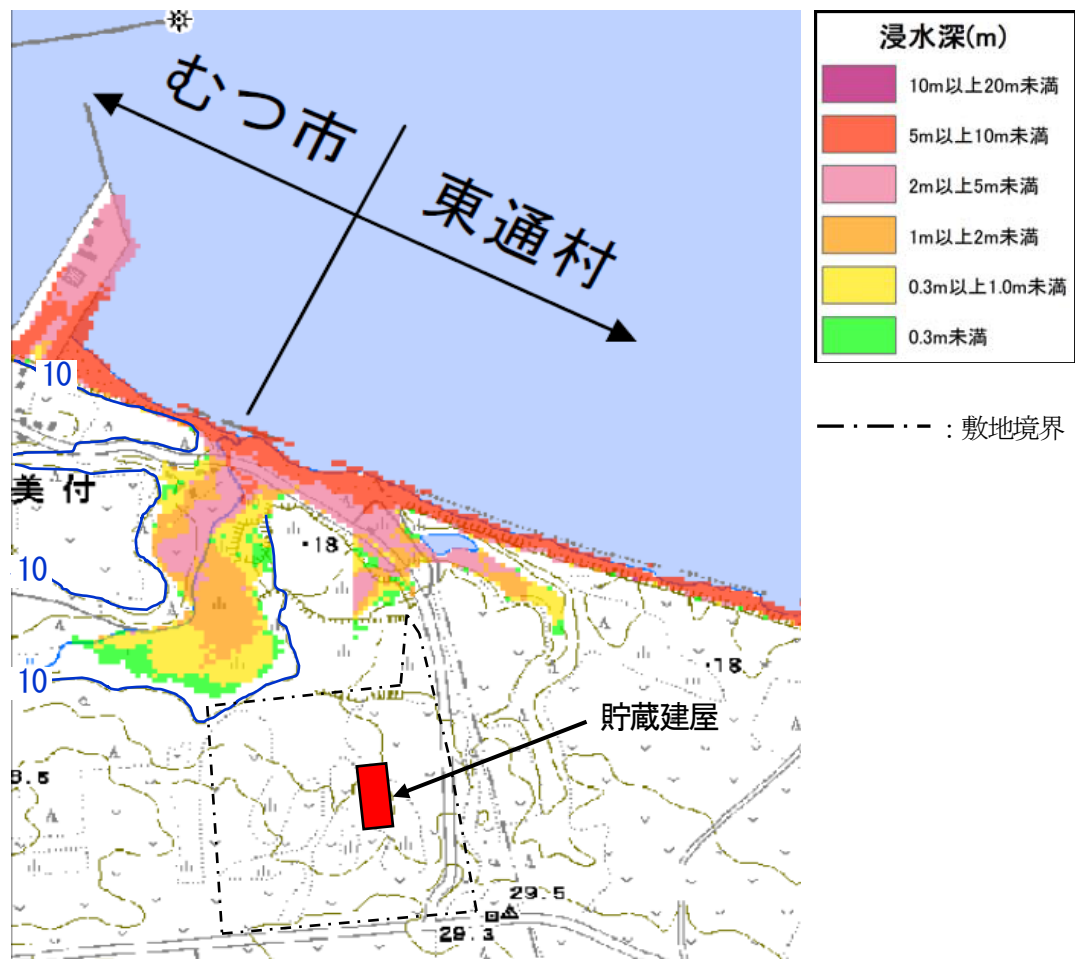 むつ市
東通村
10
美付
・18
10
10
・18
貯蔵建屋
8.5
29.5
29.3
浸水深(m)
10m以上20m未満
5m以上10m未満
2m以上5m未満
1m以上2m未満
0.3m以上1.0m未満
0.3m未満
：敷地境界